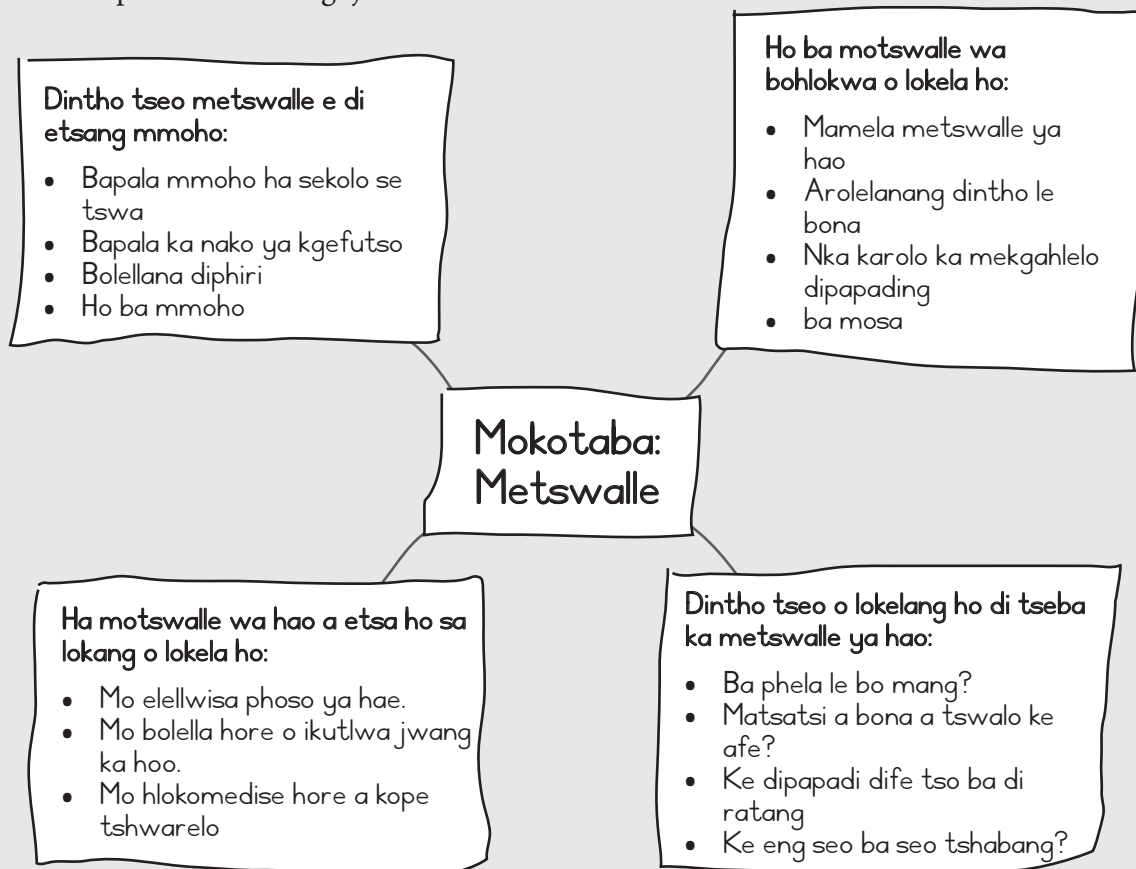 Dintho tseo metswalle e di
etsang mmoho:
• Bapala mmoho ha sekolo se
tswa
• Bapala ka nako ya kgefutso
• Bolellana diphiri
• Ho ba mmoho
Ho ba motswalle wa
bohlokwa o lokela ho:
• Mamela metswalle ya
hao
• Arolelanang dintho le
bona
• Nka karolo ka mekgahlelo
dipapading
• ba mosa
Mokotaba:
Metswalle
Ha motswalle wa hao a etsa ho sa
lokang o lokela ho:
• Mo elellwisa phoso ya hae.
• Mo bolella hore o ikutlwa jwang
ka hoo.
• Mo hlokomedise hore a kope
tshwarelo
Dintho tseo o lokelang ho di tseba
ka metswalle ya hao:
• Ba phela le bo mang?
• Matsatsi a bona a tswalo ke
afe?
• Ke dipapadi dife tso ba di
ratang
• Ke eng seo ba seo tshabang?